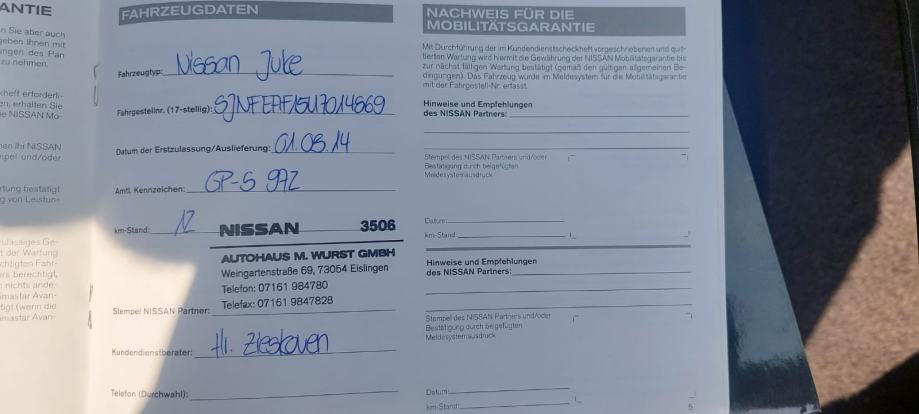 ANTIE
n Sie aber auch
geben Ihnen mit
ungen des Pan
zu nehmen.
kheft erforderli-
en, erhalten Sie
ie NISSAN Mo-
nen Ihr NISSAN
mpel und/oder
rtung bestätigt
g von Leistun-
zulässiges Ge-
t der Wartung
chtigten Fahr-
ers berechtigt,
n nichts ande-
imastar Avan-
tigt (wenn die
imastar Avan-
FAHRZEUGDATEN
Fahrzeugtyp: Nissan Juke
Fahrgestellnr. (17-stellig):
Datum der Erstzulassung/Auslieferung: 01.08.14
Amtl. Kennzeichen: GP-S 972
km-Stand: 12
NISSAN 3506
AUTOHAUS M. WURST GMBH
Weingartenstraße 69, 73054 Eislingen
Telefon: 07161 984780
Telefax: 07161 9847828
Stempel NISSAN Partner:
Kundendienstberater: Hr.
Telefon (Durchwahl):
NACHWEIS FÜR DIE
MOBILITÄTSGARANTIE
Mit Durchführung der im Kundendienstscheckheft vorgeschriebenen und quit-
tierten Wartung wird hiermit die Gewährung der NISSAN Mobilitätsgarantie bis
zur nächst fälligen Wartung bestätigt (gemäß den gültigen allgemeinen Be-
dingungen). Das Fahrzeug wurde im Meldesystem für die Mobilitätsgarantie
mit der Fahrgestell-Nr. erfasst.
Hinweise und Empfehlungen
des NISSAN Partners:
Stempel des NISSAN Partners und/oder
Bestätigung durch beigefügten
Meldesystemausdruck
Datum:
km-Stand:
Hinweise und Empfehlungen
des NISSAN Partners:
Stempel des NISSAN Partners und/oder
Bestätigung durch beigefügten
Meldesystemausdruck
Datum:
km-Stand:
5